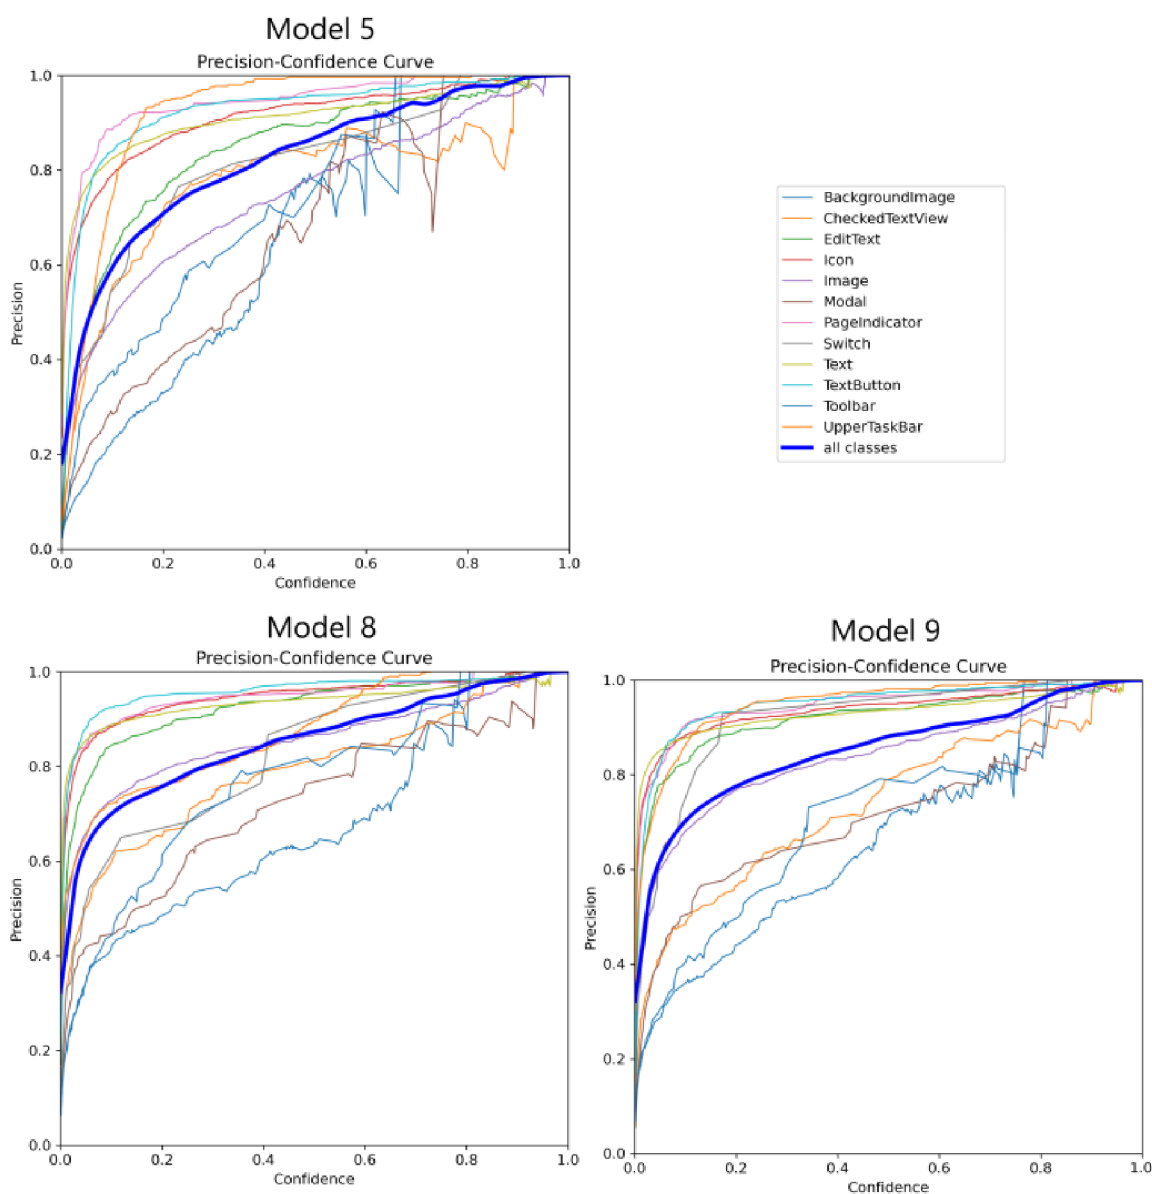 Model 5
Precision-Confidence Curve
1.0
0.8
0.6
0.4
0.2
0.0
Precision
0.0 0.2 0.4 0.6 0.8 1.0
Confidence
BackgroundImage
CheckedTextView
EditText
Icon
Image
Modal
PageIndicator
Switch
Text
TextButton
Toolbar
UpperTaskBar
all classes
Model 8
Precision-Confidence Curve
1.0
0.8
0.6
0.4
0.2
0.0
Precision
0.0 0.2 0.4 0.6 0.8 1.0
Confidence
Model 9
Precision-Confidence Curve
1.0
0.8
0.6
0.4
0.2
0.0
Precision
0.0 0.2 0.4 0.6 0.8 1.0
Confidence